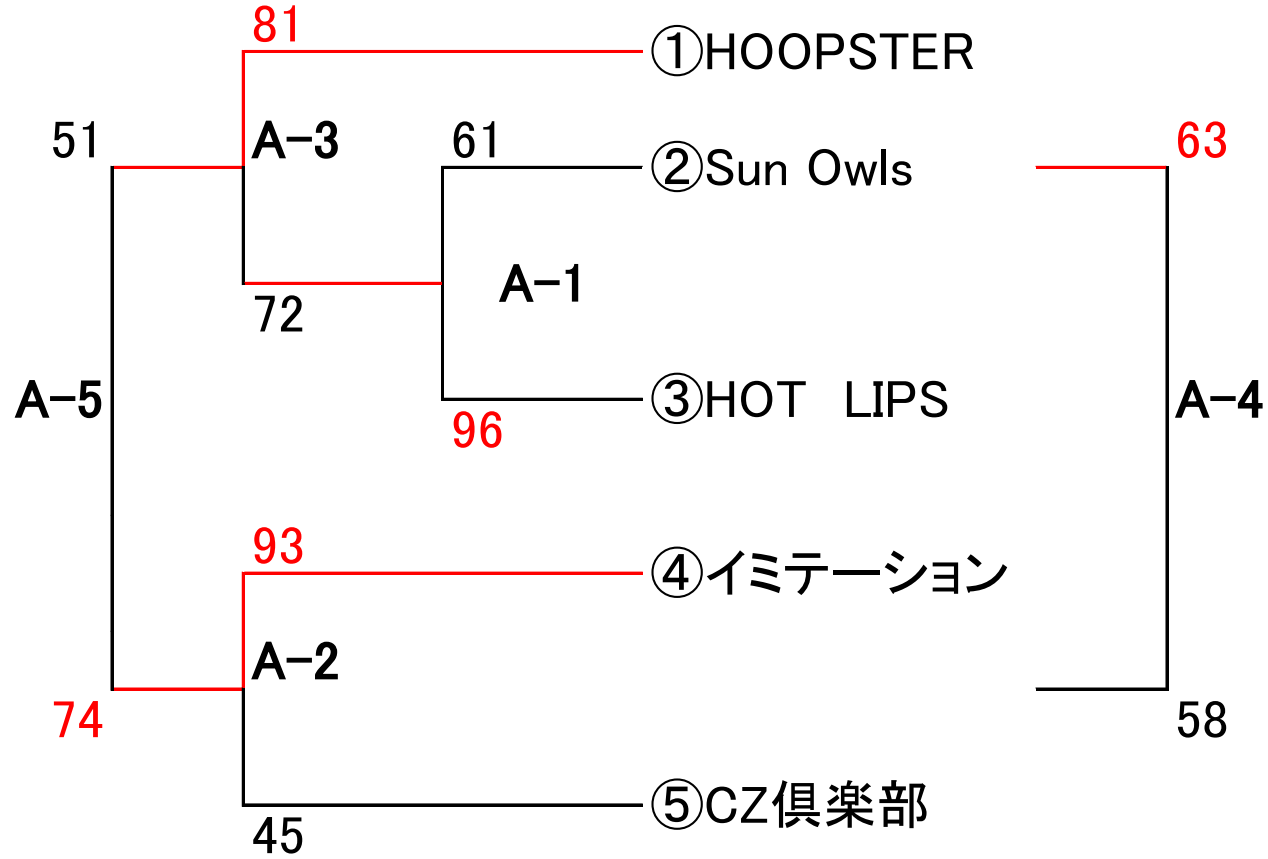 81
①HOOPSTER
51
A-3
61
②Sun Owls
63
A-1
72
A-5
③HOT　LIPS
A-4
96
93
④イミテーション
A-2
74
58
⑤CZ倶楽部
45